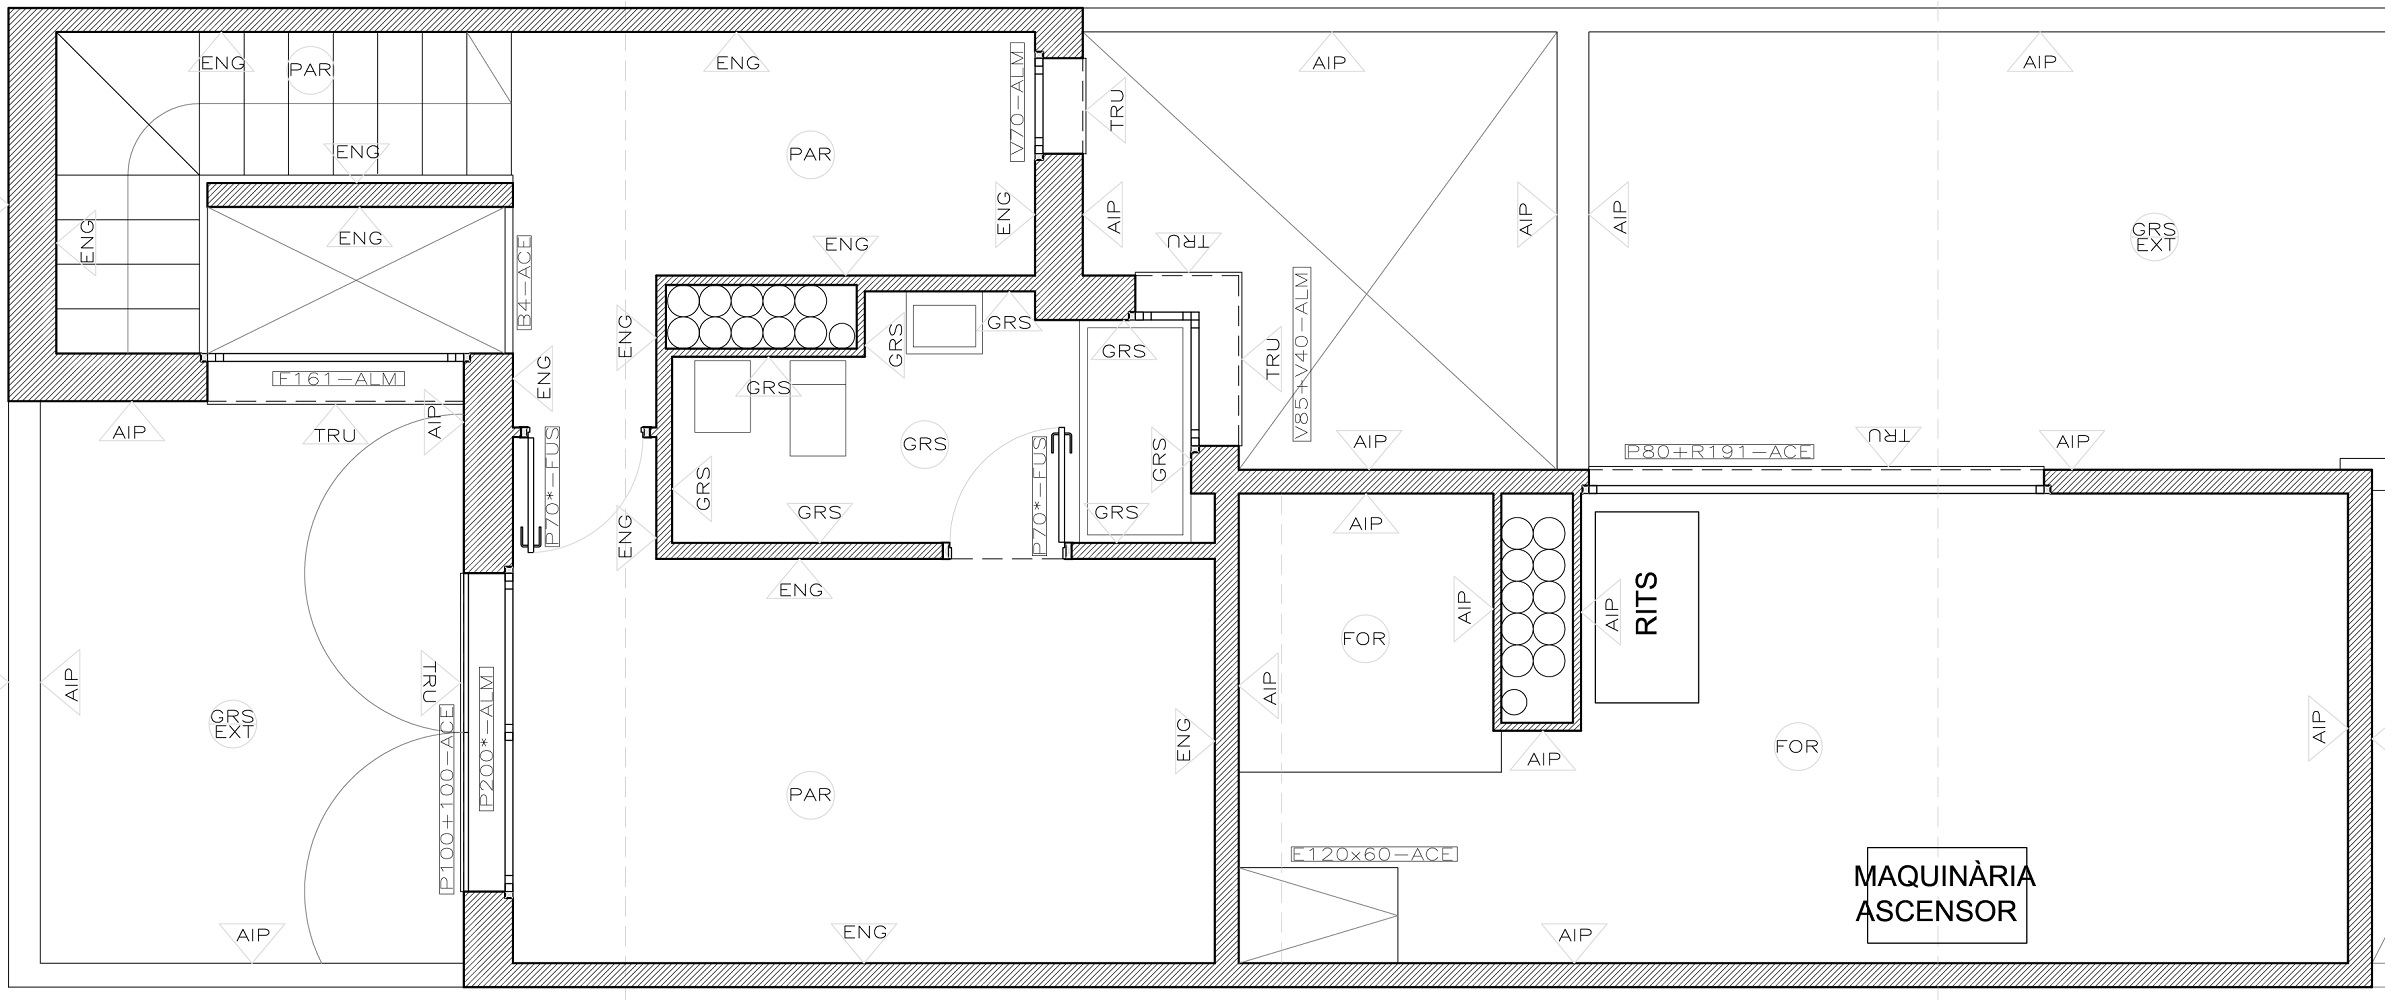 ENG
PAR
ENG
AIP
AIP
V70-ALM
TRU
ENG
PAR
ENG
AIP
AIP
AIP
ENG
ENG
ENG
TRU
GRS
EXT
B4-ACE
V85+V40-ALM
ENG
GRS
GRS
GRS
TRU
F161-ALM
ENG
GRS
AIP
TRU
AIP
GRS
GRS
AIP
P80+R191-ACE
TRU
AIP
P70*-FUS
P70*-FUS
GRS
GRS
GRS
GRS
AIP
ENG
ENG
AIP
AIP
RITS
FOR
AIP
TRU
AIP
GRS
EXT
P100+100-ACE
P200*-ALM
ENG
AIP
FOR
AIP
PAR
E120x60-ACE
MAQUINÀRIA
ASCENSOR
AIP
ENG
AIP